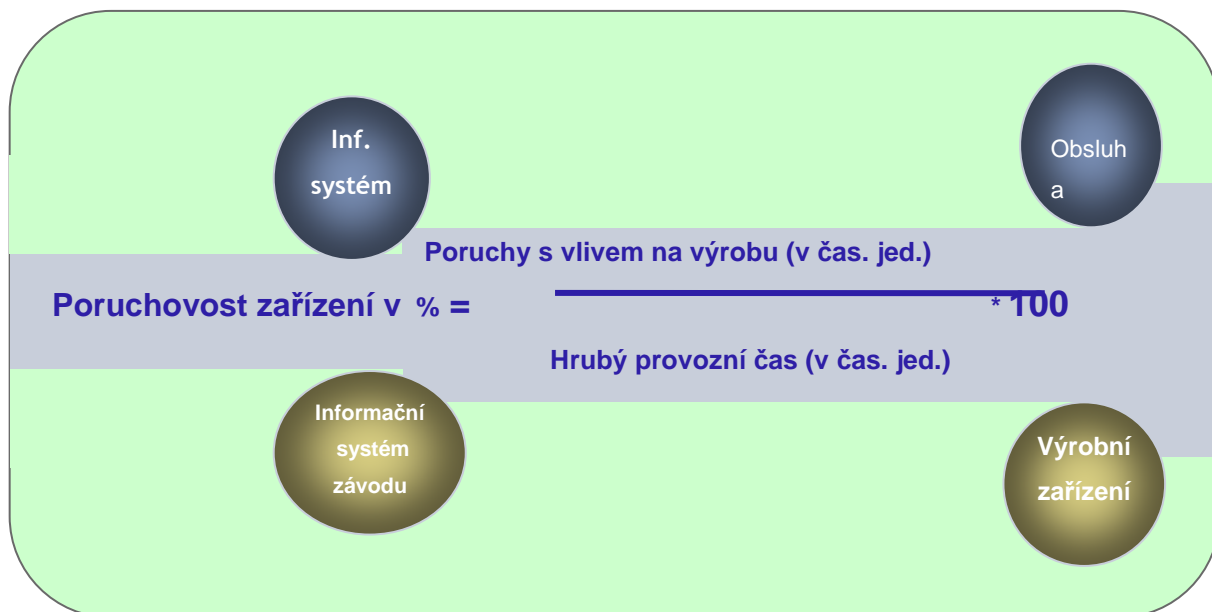 Inf.
systém
Obsluh
a
Poruchy s vlivem na výrobu (v čas. jed.)
Poruchovost zařízení v % = * 100
Hrubý provozní čas (v čas. jed.)
Informační
systém
závodu
Výrobní
zařízení